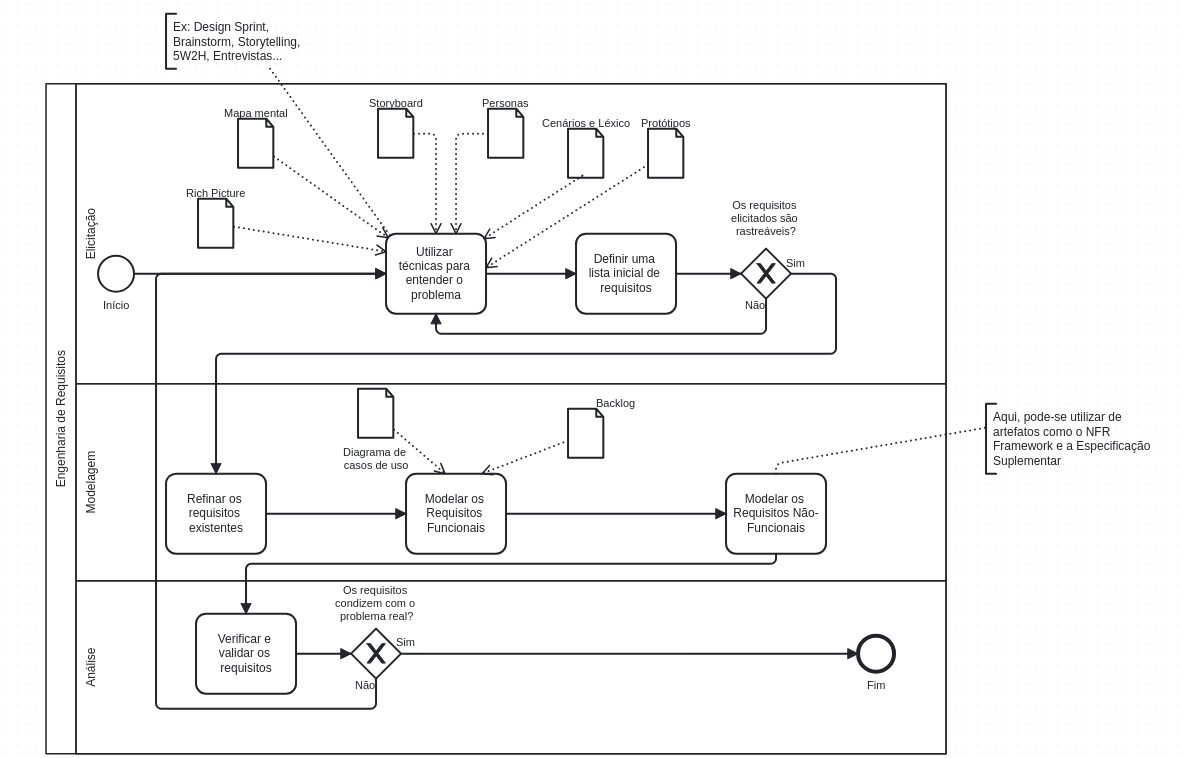 Ex: Design Sprint,
Brainstorm, Storytelling,
5W2H, Entrevistas...
Engenharia de Requisitos
Elicitação
Mapa mental
Storyboard
Personas
Cenários e Léxico
Protótipos
Rich Picture
Início
Utilizar
técnicas para
entender o
problema
Definir uma
lista inicial de
requisitos
Os requisitos
elicitados são
rastreáveis?
Sim
Não
Modelagem
Diagrama de
casos de uso
Backlog
Refinar os
requisitos
existentes
Modelar os
Requisitos
Funcionais
Modelar os
Requisitos Não-
Funcionais
Aqui, pode-se utilizar de
artefatos como o NFR
Framework e a Especificação
Suplementar
Análise
Verificar e
validar os
requisitos
Os requisitos
condizem com o
problema real?
Sim
Não
Fim